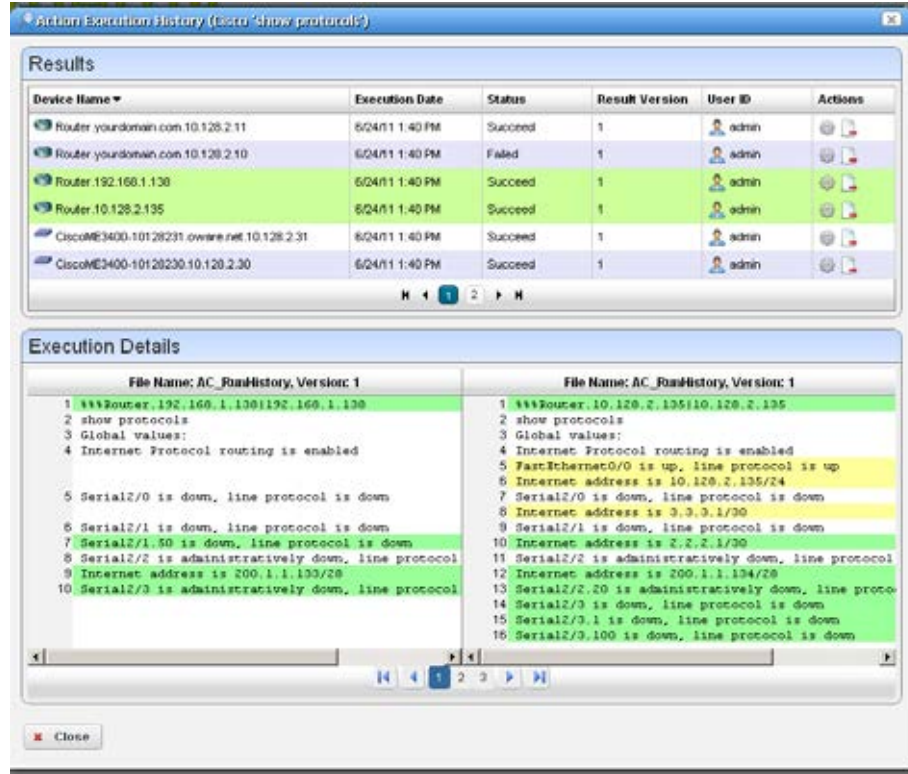 Action Execution History (Cisco 'show protocols')
Results
Device Name Execution Date Status Result Version User ID Actions
Router.yourdomain.com.10.128.2.11 6/24/11 1:40 PM Succeed 1 admin
Router.yourdomain.com.10.128.2.10 6/24/11 1:40 PM Failed 1 admin
Router.192.168.1.138 6/24/11 1:40 PM Succeed 1 admin
Router.10.128.2.135 6/24/11 1:40 PM Succeed 1 admin
CiscoME3400-10128231.oware.net.10.128.2.31 6/24/11 1:40 PM Succeed 1 admin
CiscoME3400-10128230.10.128.2.30 6/24/11 1:40 PM Succeed 1 admin
1 2
Execution Details
File Name: AC_RunHistory, Version: 1
1 %%%Router.192.168.1.138|192.168.1.138
2 show protocols
3 Global values:
4 Internet Protocol routing is enabled
5 Serial2/0 is down, line protocol is down
6 Serial2/1 is down, line protocol is down
7 Serial2/1.50 is down, line protocol is down
8 Serial2/2 is administratively down, line protocol
9 Internet address is 200.1.1.133/28
10 Serial2/3 is administratively down, line protocol
File Name: AC_RunHistory, Version: 1
1 %%%Router.10.128.2.135|10.128.2.135
2 show protocols
3 Global values:
4 Internet Protocol routing is enabled
5 FastEthernet0/0 is up, line protocol is up
6 Internet address is 10.128.2.135/24
7 Serial2/0 is down, line protocol is down
8 Internet address is 3.3.3.1/30
9 Serial2/1 is down, line protocol is down
10 Internet address is 2.2.2.1/30
11 Serial2/2 is administratively down, line protocol
12 Internet address is 200.1.1.134/28
13 Serial2/2.20 is administratively down, line proto
14 Serial2/3 is down, line protocol is down
15 Serial2/3.1 is down, line protocol is down
16 Serial2/3.100 is down, line protocol is down
1 2 3
Close